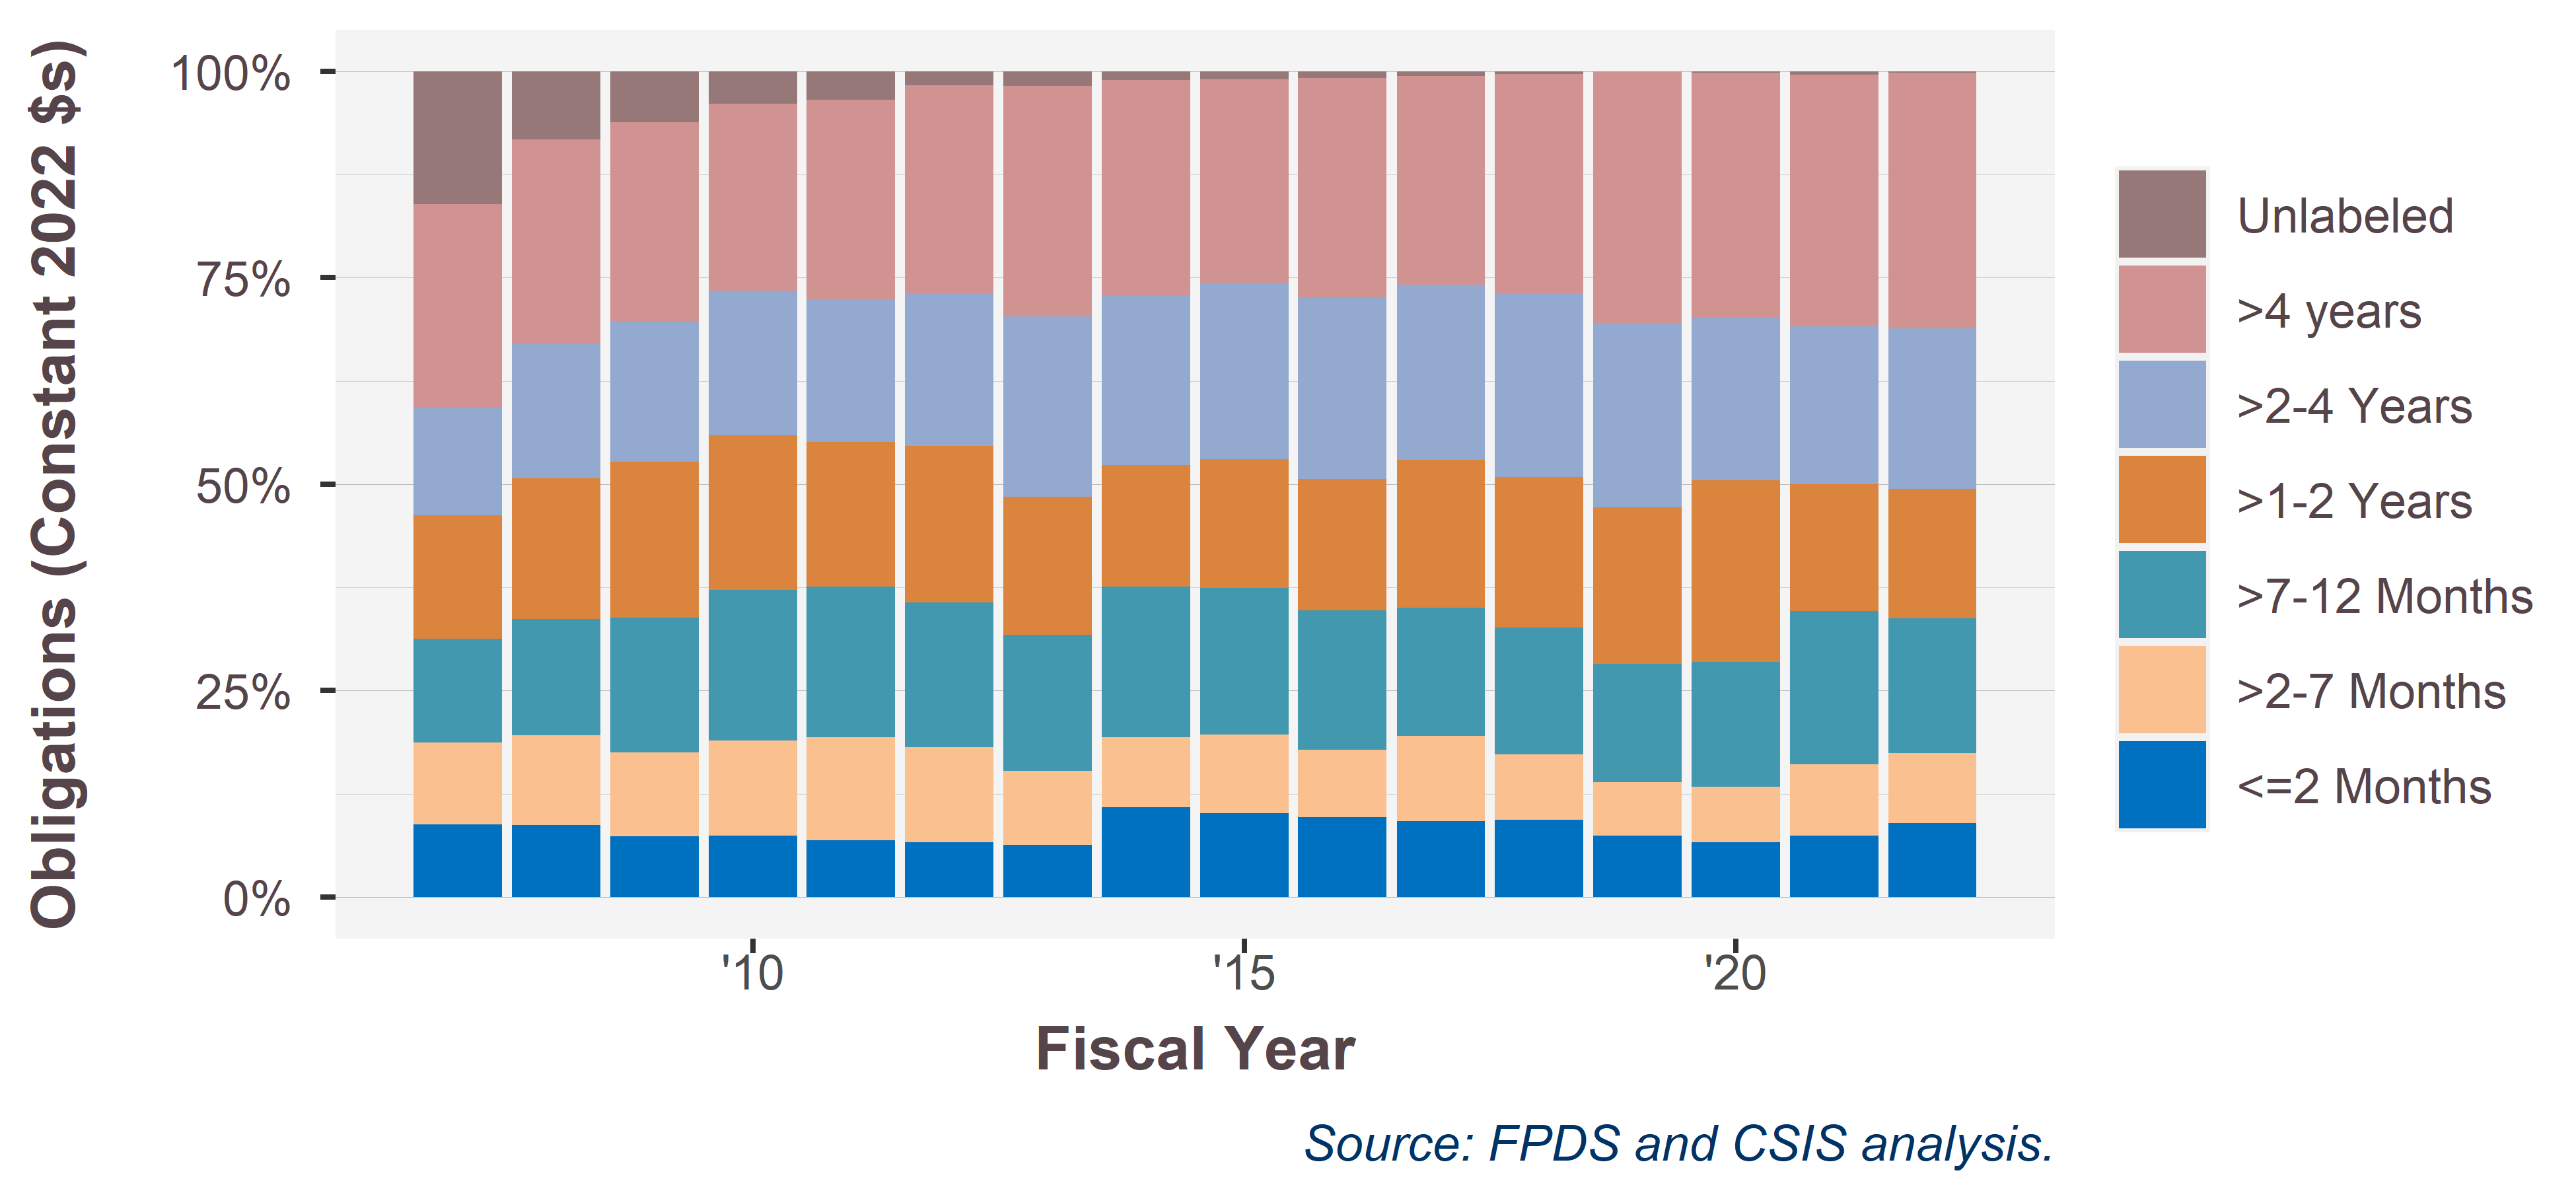 Obligations (Constant 2022 $s)
100%
75%
50%
25%
0%
'10
'15
'20
Fiscal Year
Unlabeled
>4 years
>2-4 Years
>1-2 Years
>7-12 Months
>2-7 Months
<=2 Months
Source: FPDS and CSIS analysis.